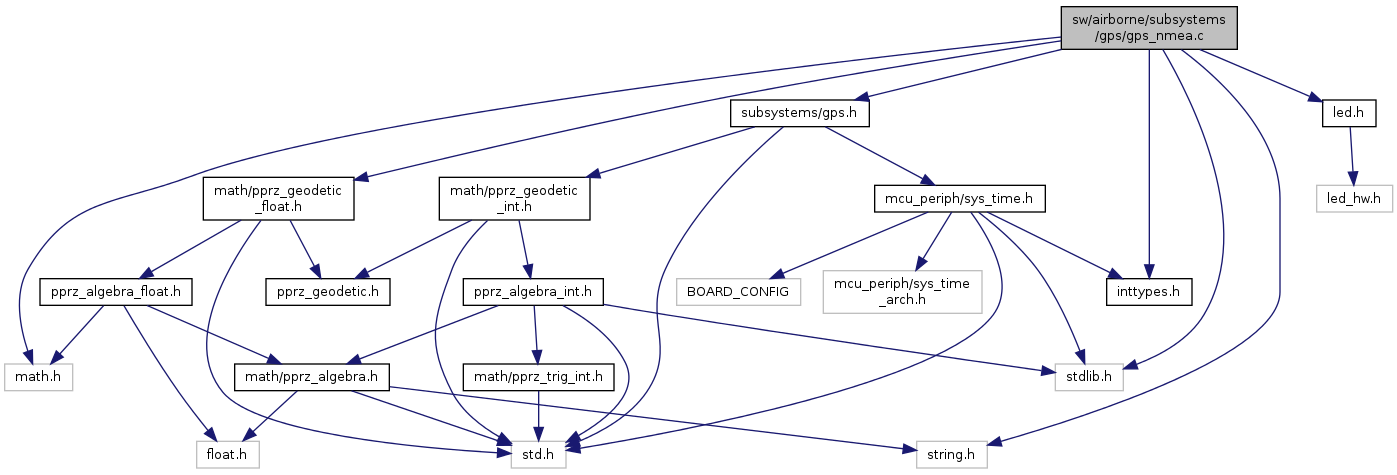 sw/airborne/subsystems
/gps/gps_nmea.c
subsystems/gps.h
led.h
math/pprz_geodetic
_float.h
math/pprz_geodetic
_int.h
mcu_periph/sys_time.h
led_hw.h
pprz_algebra_float.h
pprz_geodetic.h
pprz_algebra_int.h
BOARD_CONFIG
mcu_periph/sys_time
_arch.h
inttypes.h
math.h
math/pprz_algebra.h
math/pprz_trig_int.h
stdlib.h
float.h
std.h
string.h